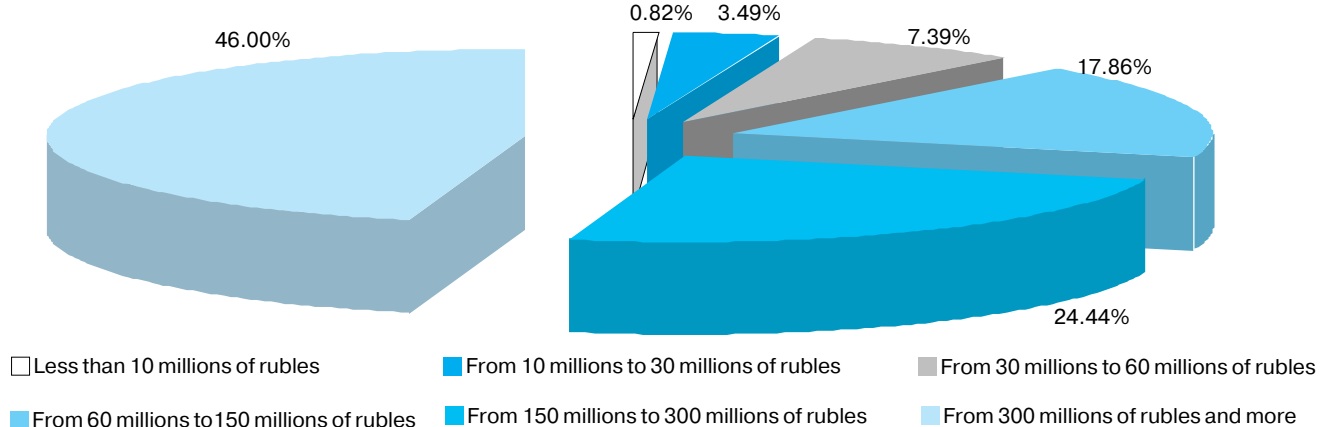 0.82% 3.49%
46.00% 7.39%
17.86%
24.44%
Less than 10 millions of rubles From 10 millions to 30 millions of rubles From 30 millions to 60 millions of rubles
From 60 millions to 150 millions of rubles From 150 millions to 300 millions of rubles From 300 millions of rubles and more